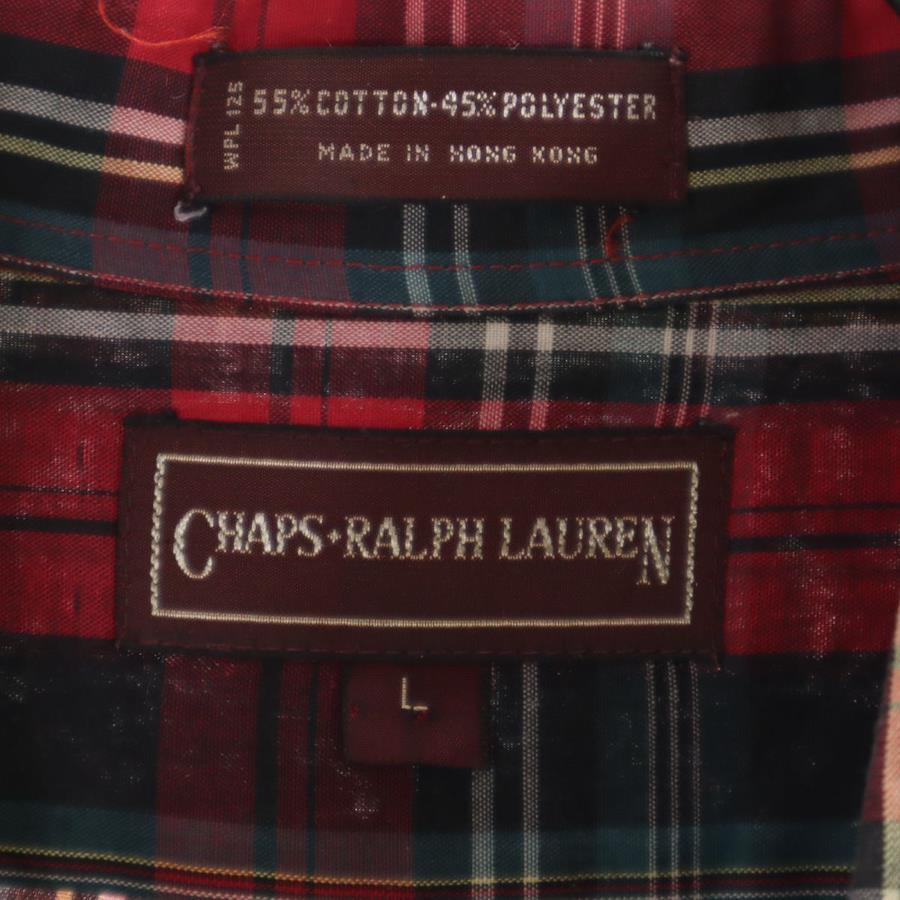 WPL 125
55% COTTON · 45% POLYESTER
MADE IN HONG KONG
CHAPS · RALPH LAUREN
L